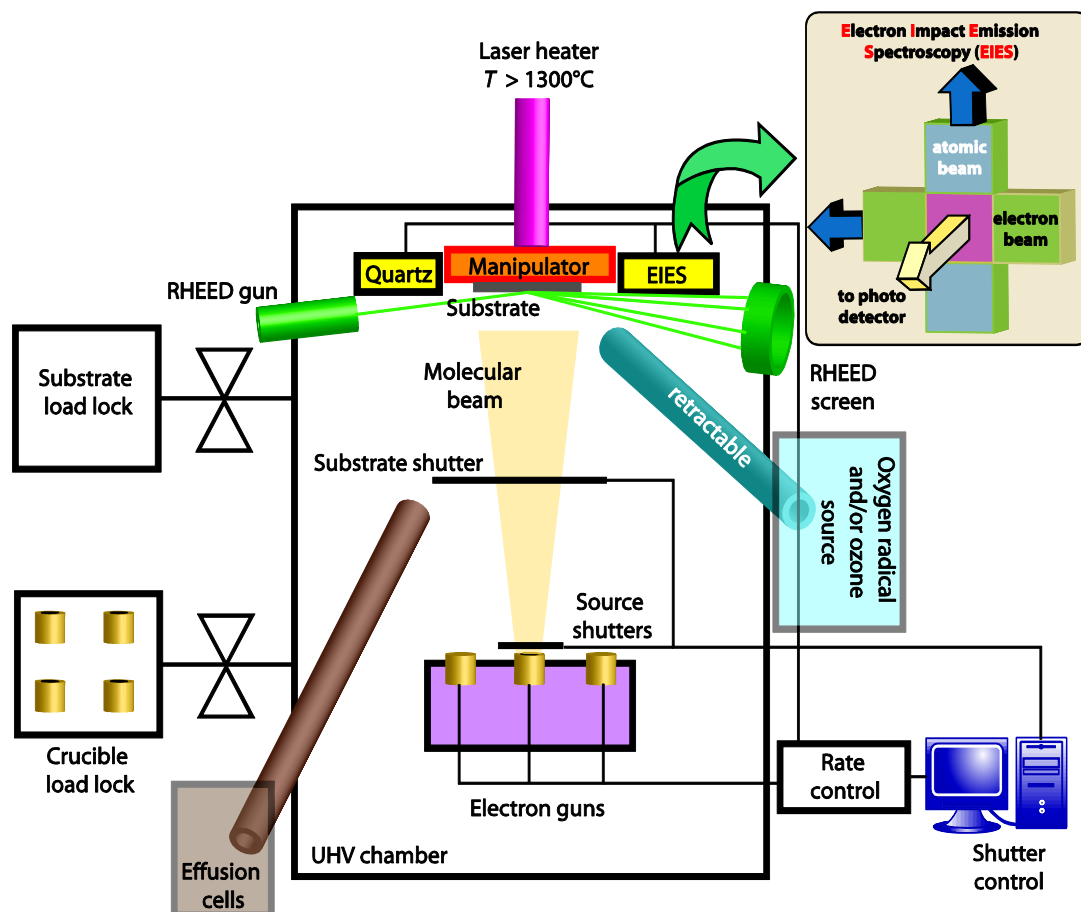 Laser heater
T > 1300°C
Electron Impact Emission
Spectroscopy (EIES)
atomic
beam
electron
beam
to photo
detector
Quartz
Manipulator
EIES
RHEED gun
Substrate
Substrate
load lock
Molecular
beam
retractable
RHEED
screen
Substrate shutter
Oxygen radical
and/or ozone
source
Source
shutters
Crucible
load lock
Electron guns
Rate
control
UHV chamber
Effusion
cells
Shutter
control